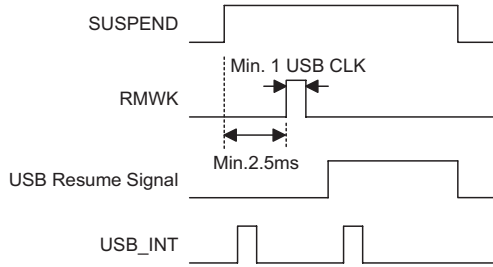 SUSPEND
Min. 1 USB CLK
RMWK
Min.2.5ms
USB Resume Signal
USB_INT